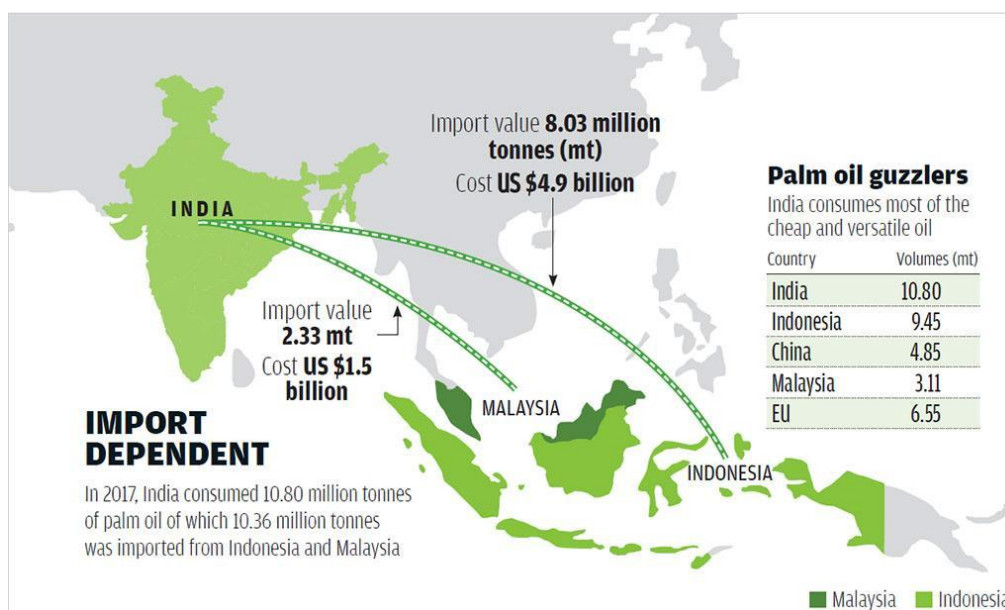 Import value 8.03 million
tonnes (mt)
Cost US $4.9 billion
INDIA
Import value
2.33 mt
Cost US $1.5
billion
MALAYSIA
INDONESIA
IMPORT
DEPENDENT
In 2017, India consumed 10.80 million tonnes
of palm oil of which 10.36 million tonnes
was imported from Indonesia and Malaysia
Palm oil guzzlers
India consumes most of the
cheap and versatile oil
Country Volumes (mt)
India 10.80
Indonesia 9.45
China 4.85
Malaysia 3.11
EU 6.55
Malaysia Indonesia